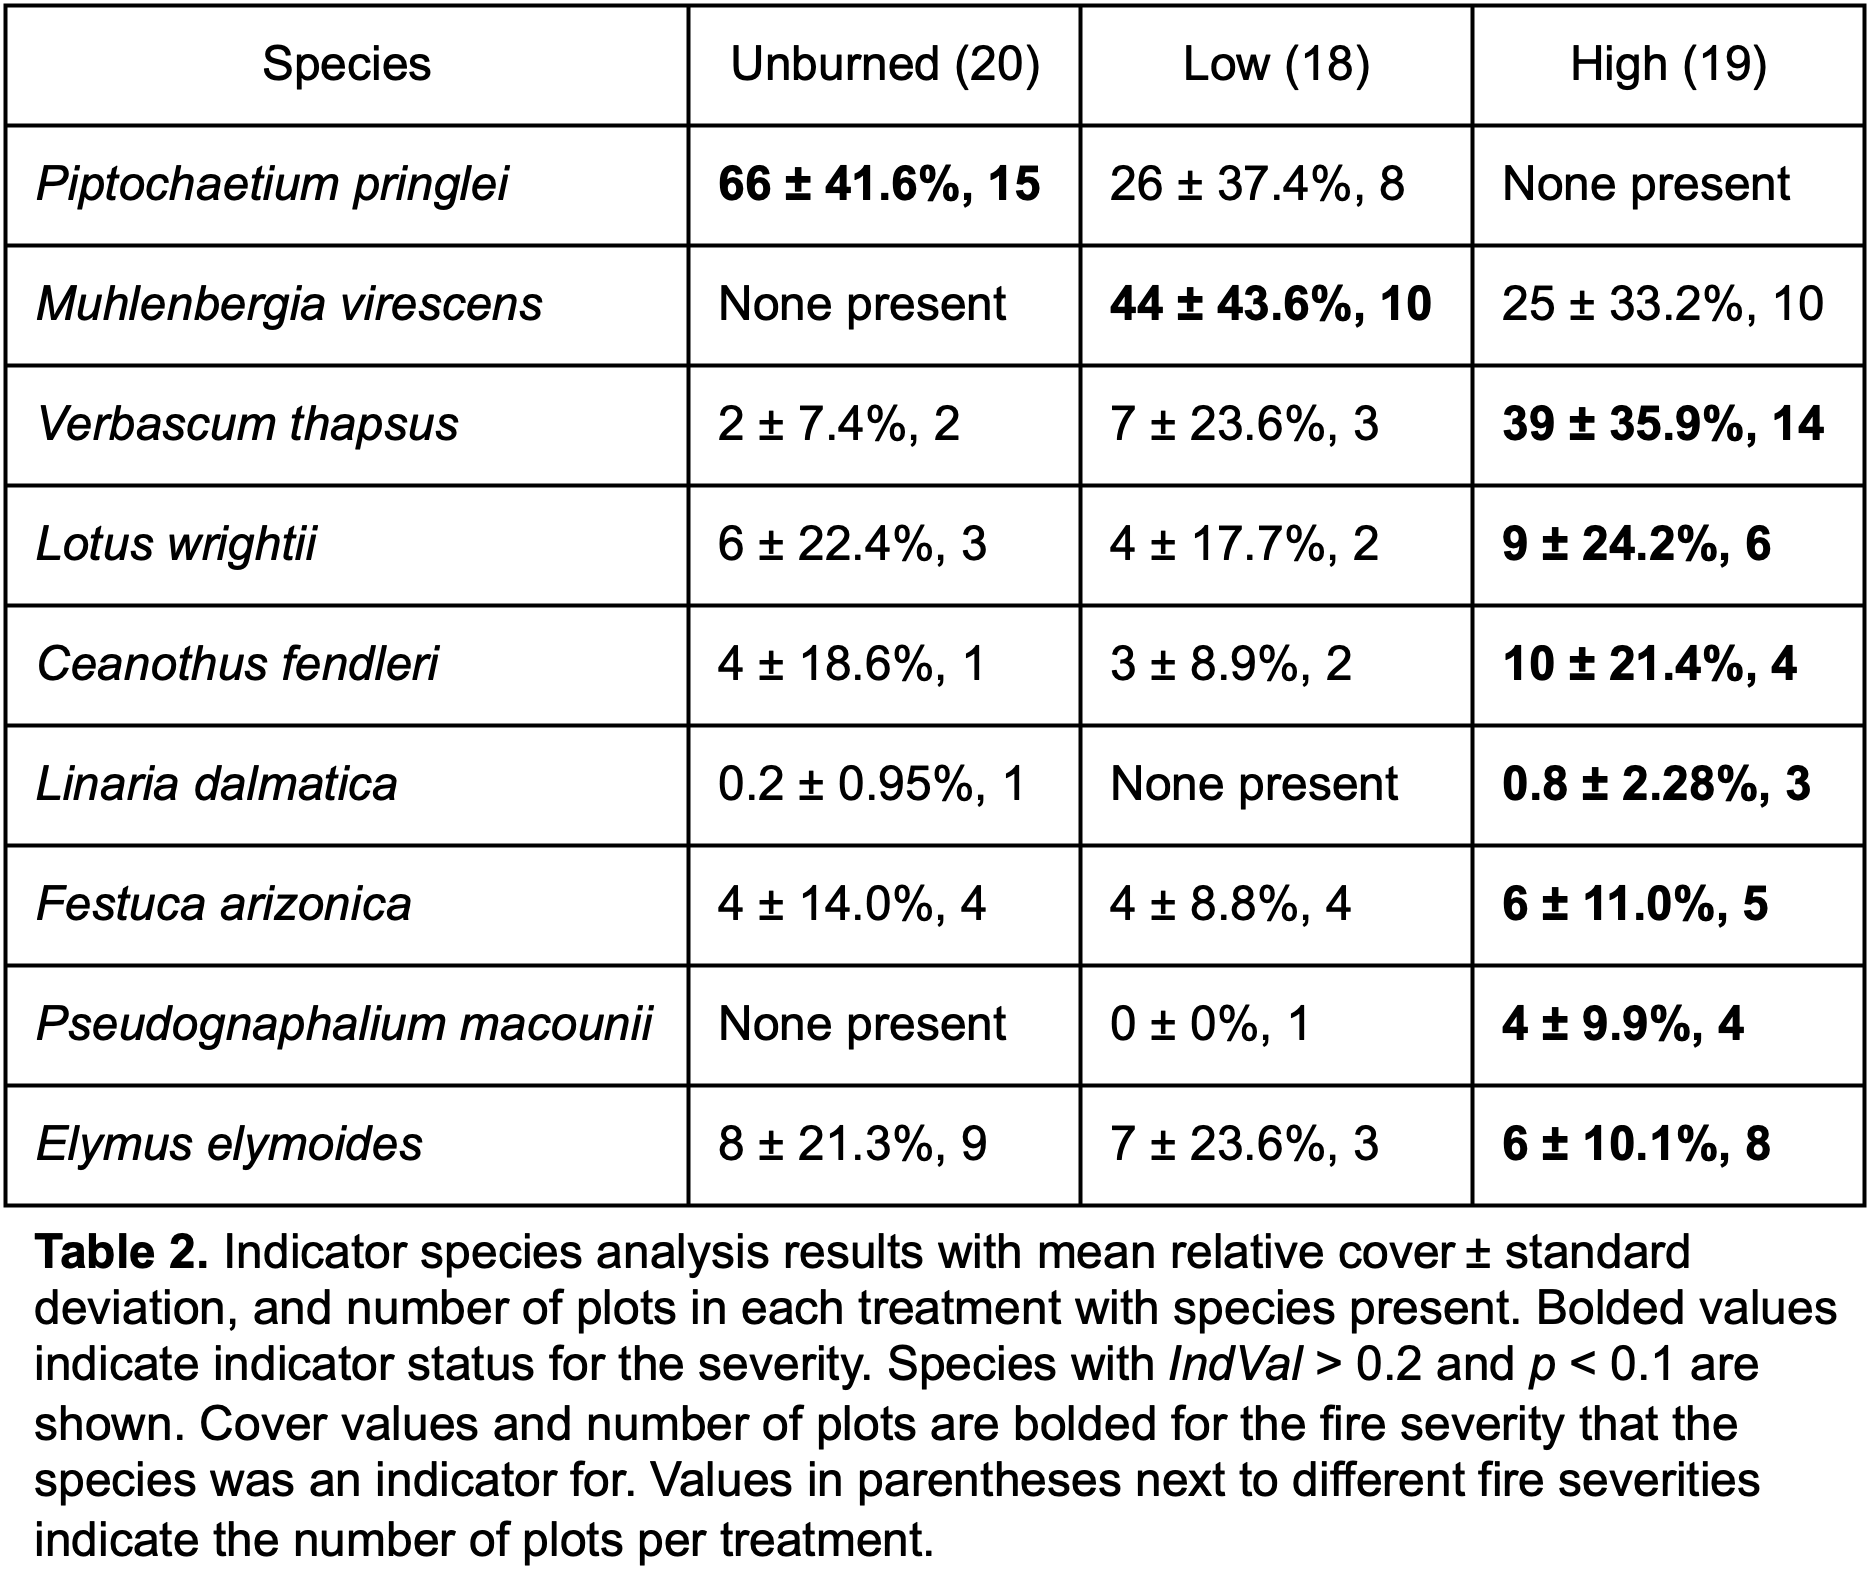 Species Unburned (20) Low (18) High (19)
Piptochaetium pringlei 66 ± 41.6%, 15 26 ± 37.4%, 8 None present
Muhlenbergia virescens None present 44 ± 43.6%, 10 25 ± 33.2%, 10
Verbascum thapsus 2 ± 7.4%, 2 7 ± 23.6%, 3 39 ± 35.9%, 14
Lotus wrightii 6 ± 22.4%, 3 4 ± 17.7%, 2 9 ± 24.2%, 6
Ceanothus fendleri 4 ± 18.6%, 1 3 ± 8.9%, 2 10 ± 21.4%, 4
Linaria dalmatica 0.2 ± 0.95%, 1 None present 0.8 ± 2.28%, 3
Festuca arizonica 4 ± 14.0%, 4 4 ± 8.8%, 4 6 ± 11.0%, 5
Pseudognaphalium macounii None present 0 ± 0%, 1 4 ± 9.9%, 4
Elymus elymoides 8 ± 21.3%, 9 7 ± 23.6%, 3 6 ± 10.1%, 8
Table 2. Indicator species analysis results with mean relative cover ± standard
deviation, and number of plots in each treatment with species present. Bolded values
indicate indicator status for the severity. Species with IndVal > 0.2 and p < 0.1 are
shown. Cover values and number of plots are bolded for the fire severity that the
species was an indicator for. Values in parentheses next to different fire severities
indicate the number of plots per treatment.